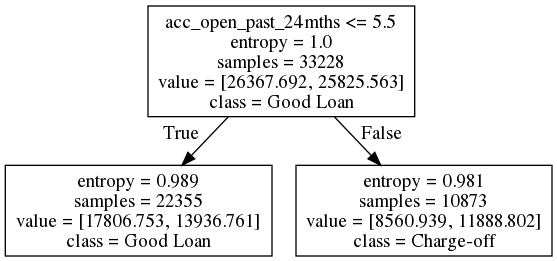 acc_open_past_24mths <= 5.5
entropy = 1.0
samples = 33228
value = [26367.692, 25825.563]
class = Good Loan
True
False
entropy = 0.989
samples = 22355
value = [17806.753, 13936.761]
class = Good Loan
entropy = 0.981
samples = 10873
value = [8560.939, 11888.802]
class = Charge-off